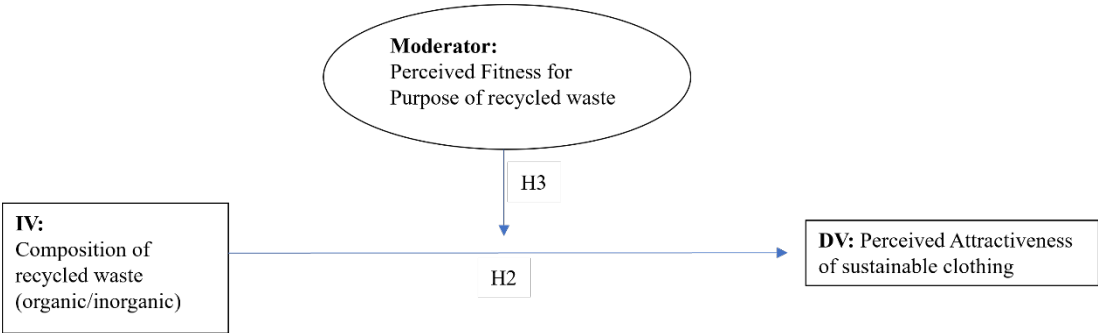 Moderator:
Perceived Fitness for
Purpose of recycled waste
H3
IV:
Composition of
recycled waste
(organic/inorganic)
H2
DV: Perceived Attractiveness
of sustainable clothing